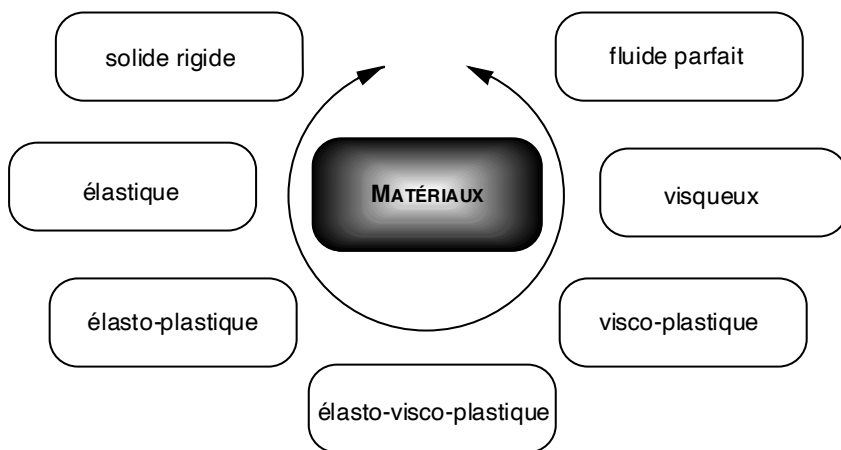 solide rigide
fluide parfait
élastique
MATÉRIAUX
visqueux
élasto-plastique
visco-plastique
élasto-visco-plastique